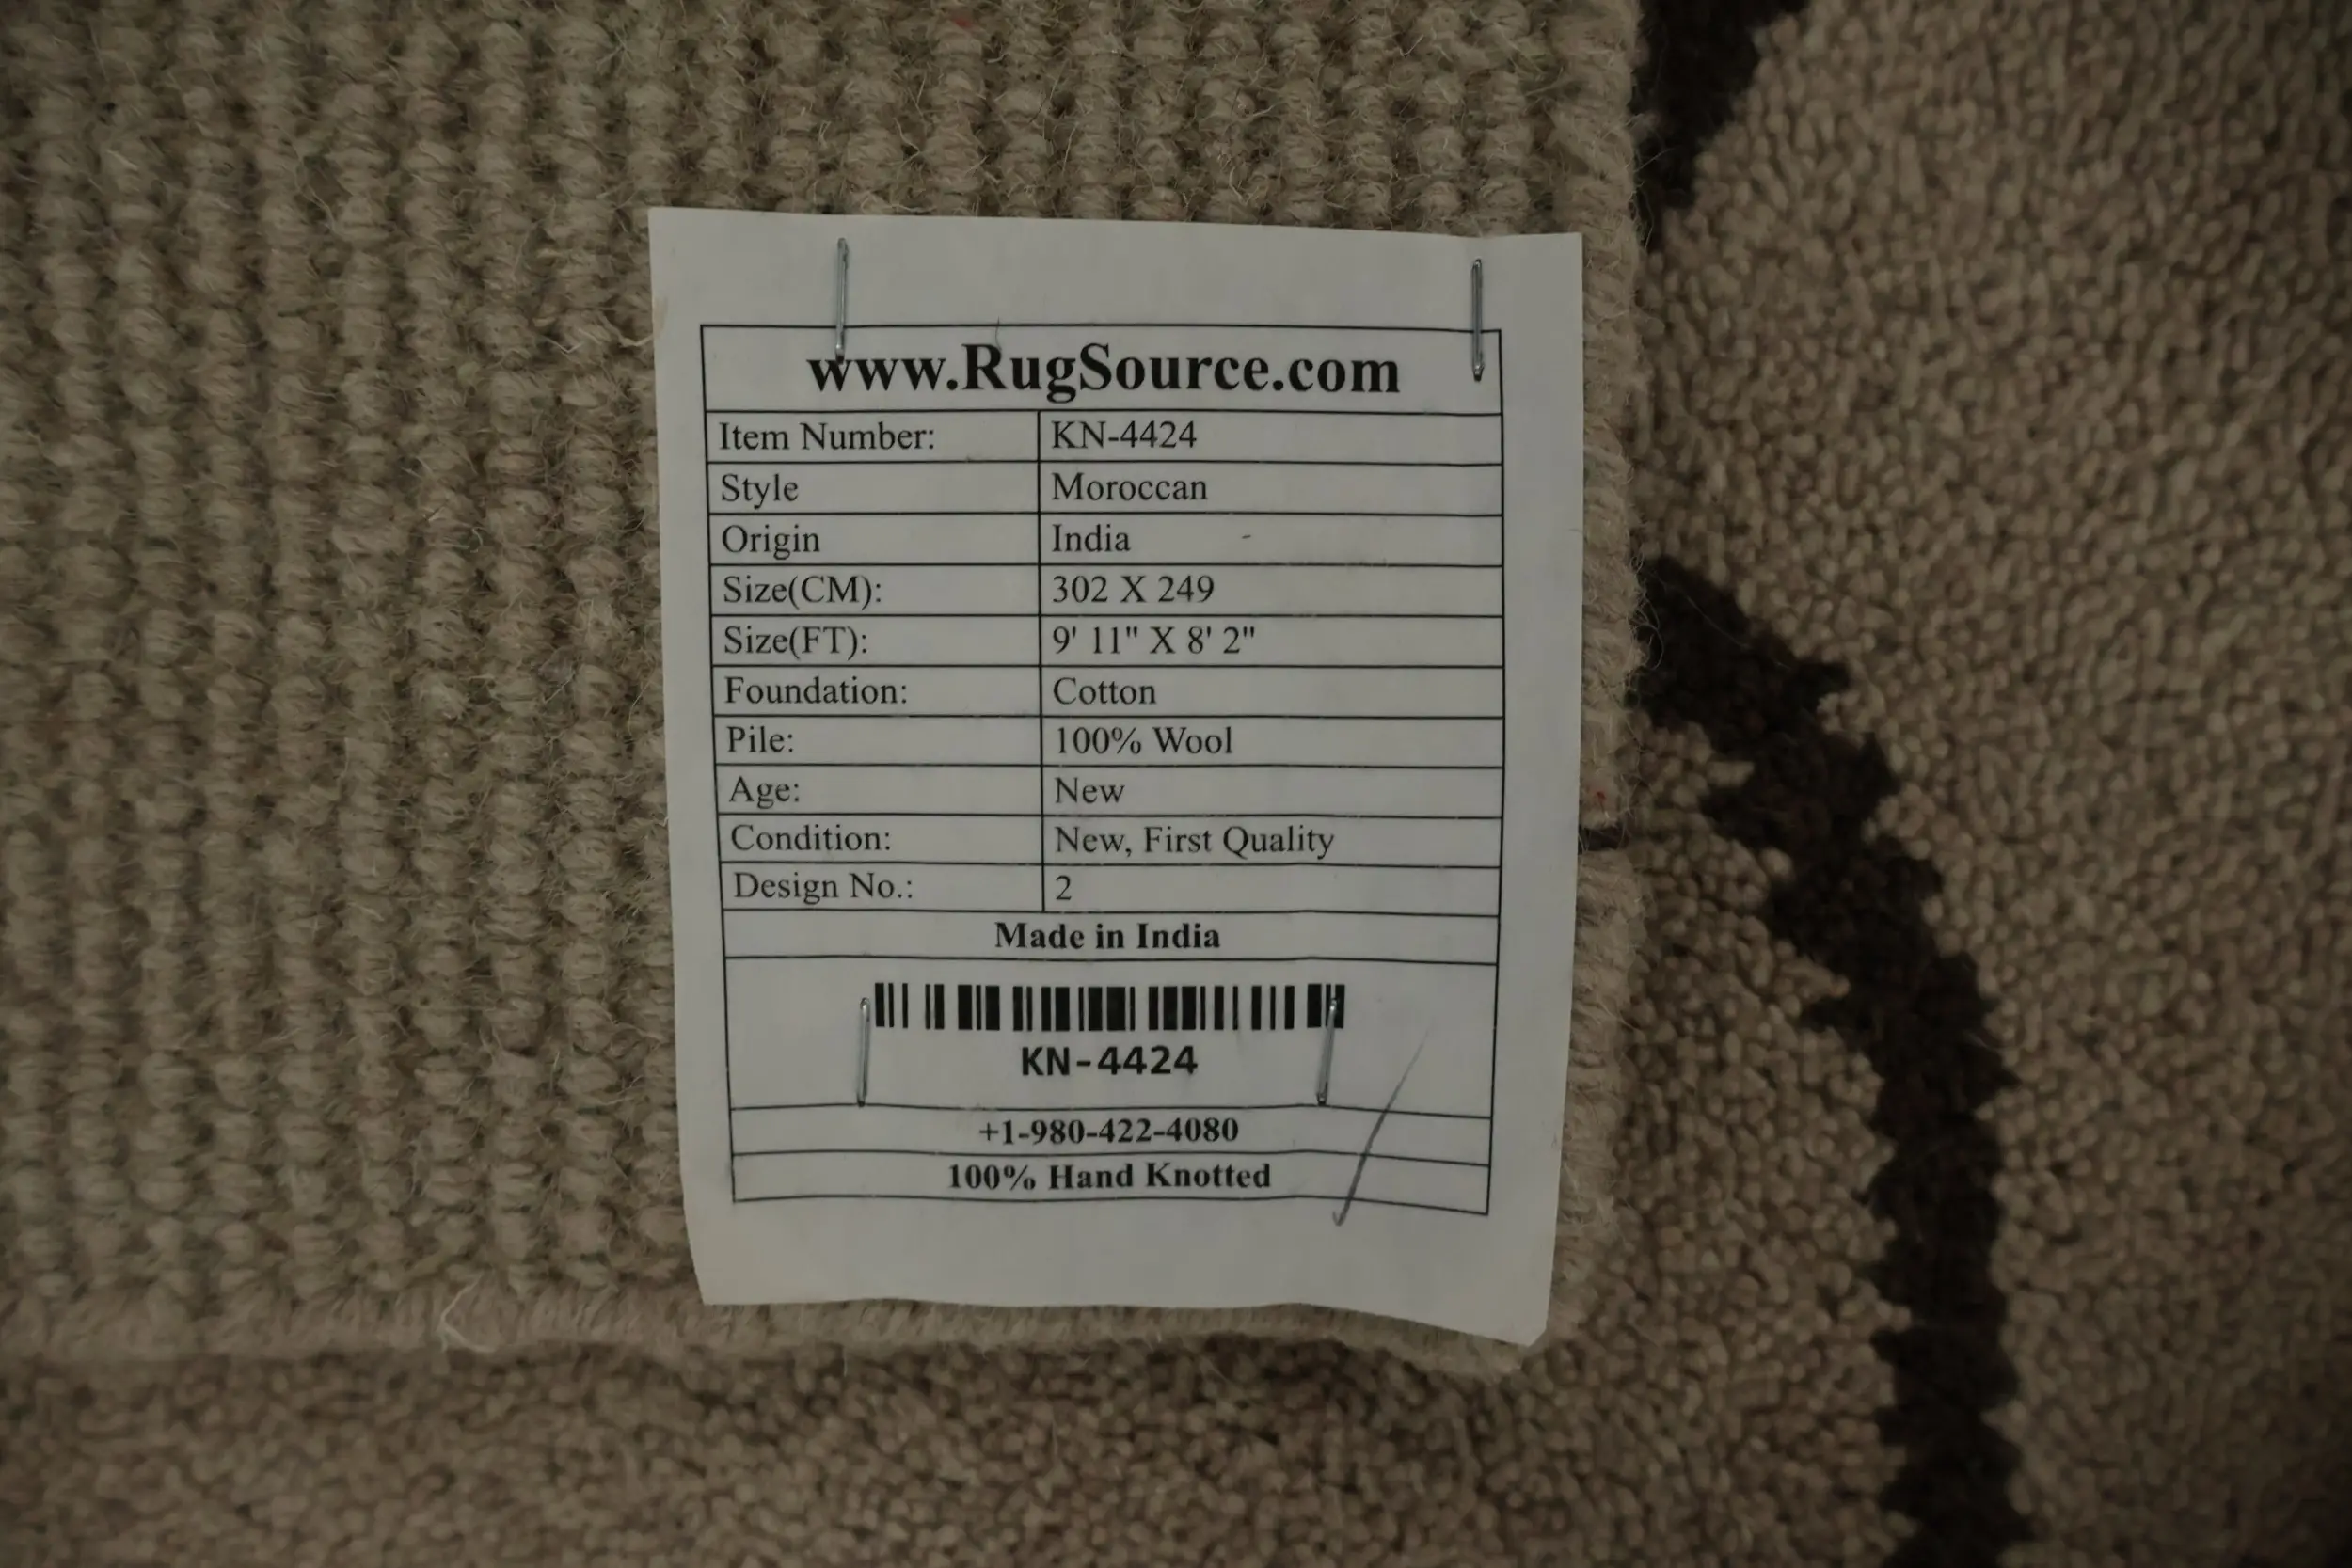 www.RugSource.com
Item Number: KN-4424
Style Moroccan
Origin India
Size(CM): 302 X 249
Size(FT): 9' 11" X 8' 2"
Foundation: Cotton
Pile: 100% Wool
Age: New
Condition: New, First Quality
Design No.: 2
Made in India
KN-4424
+1-980-422-4080
100% Hand Knotted